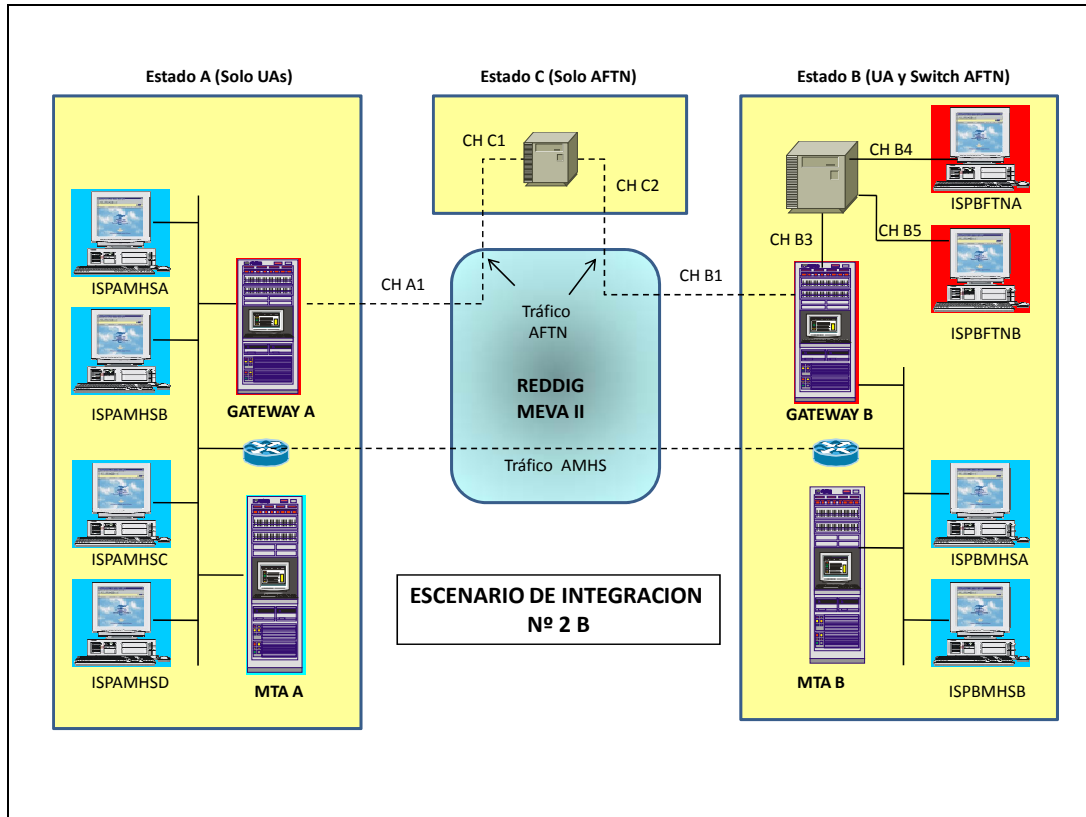 Estado A (Solo UAs)
Estado C (Solo AFTN)
Estado B (UA y Switch AFTN)
CH C1
CH C2
CH B4
ISPBFTNA
CH B5
CH B3
ISPBFTNB
ISPAMHSA
CH A1
CH B1
Tráfico
AFTN
REDDIG
MEVA II
ISPAMHSB
GATEWAY A
GATEWAY B
Tráfico AMHS
ISPAMHSC
ISPBMHSA
ESCENARIO DE INTEGRACION
Nº 2 B
ISPAMHSD
MTA A
MTA B
ISPBMHSB